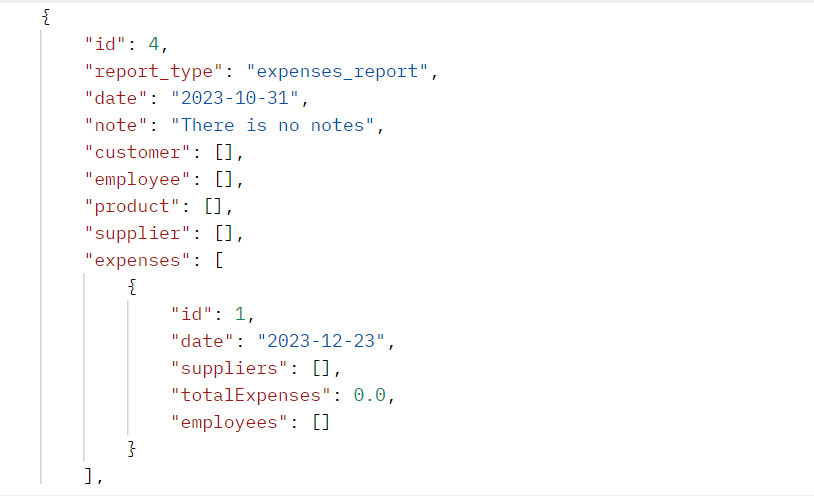 {
"id": 4,
"report_type": "expenses_report",
"date": "2023-10-31",
"note": "There is no notes",
"customer": [],
"employee": [],
"product": [],
"supplier": [],
"expenses": [
{
"id": 1,
"date": "2023-12-23",
"suppliers": [],
"totalExpenses": 0.0,
"employees": []
}
],